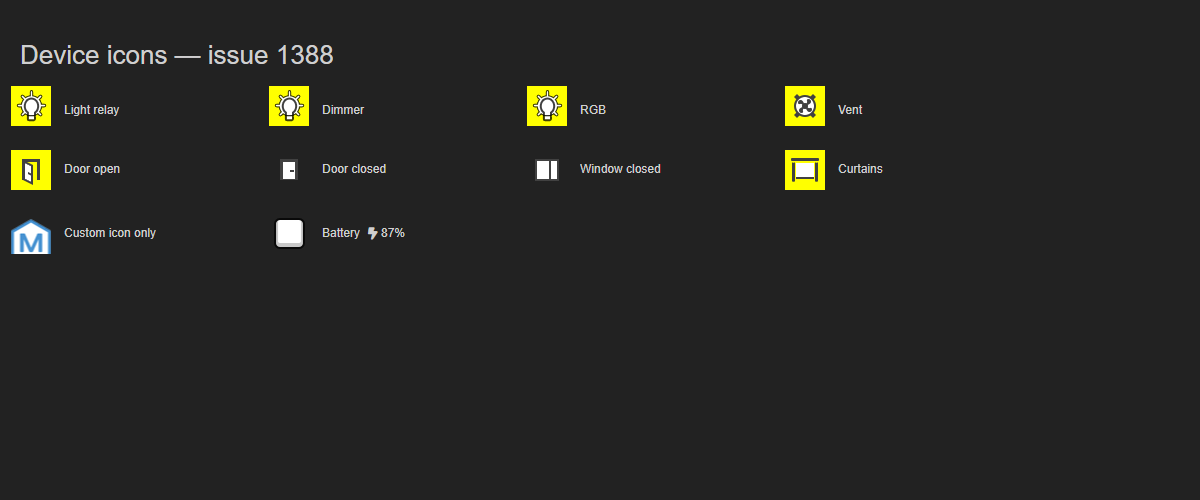 Device icons — issue 1388
Light relay Dimmer RGB Vent
Door open Door closed Window closed Curtains
M Custom icon only Battery 87%